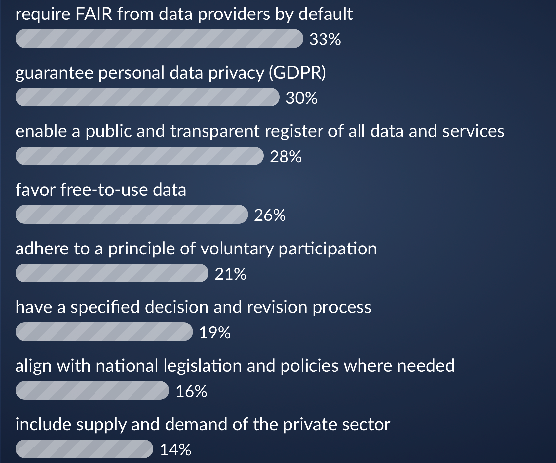 require FAIR from data providers by default
33%
guarantee personal data privacy (GDPR)
30%
enable a public and transparent register of all data and services
28%
favor free-to-use data
26%
adhere to a principle of voluntary participation
21%
have a specified decision and revision process
19%
align with national legislation and policies where needed
16%
include supply and demand of the private sector
14%